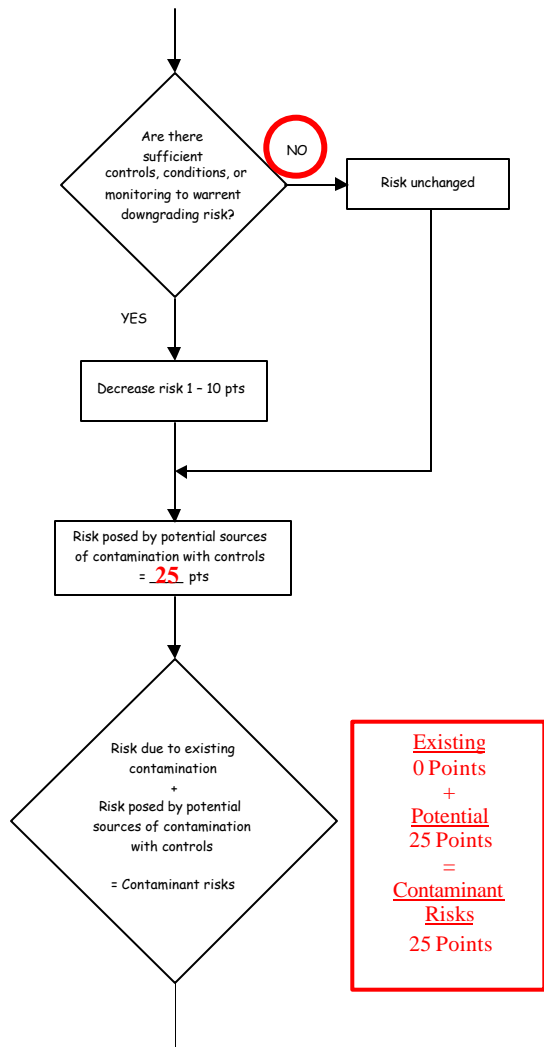 Are there
sufficient
controls, conditions, or
monitoring to warrent
downgrading risk?
NO
Risk unchanged
YES
Decrease risk 1 – 10 pts
Risk posed by potential sources
of contamination with controls
= 25 pts
Risk due to existing
contamination
+
Risk posed by potential
sources of contamination
with controls
= Contaminant risks
Existing
0 Points
+
Potential
25 Points
=
Contaminant
Risks
25 Points